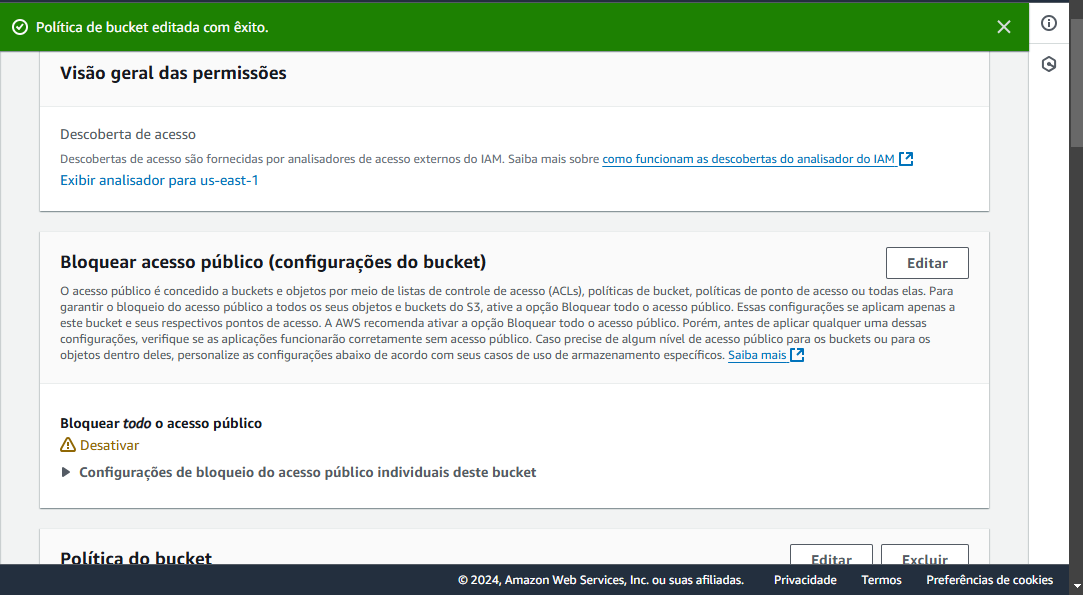 Política de bucket editada com êxito.
Visão geral das permissões
Descoberta de acesso
Descobertas de acesso são fornecidas por analisadores de acesso externos do IAM. Saiba mais sobre como funcionam as descobertas do analisador do IAM
Exibir analisador para us-east-1
Bloquear acesso público (configurações do bucket)
Editar
O acesso público é concedido a buckets e objetos por meio de listas de controle de acesso (ACLs), políticas de bucket, políticas de ponto de acesso ou todas elas. Para
garantir o bloqueio do acesso público a todos os seus objetos e buckets do S3, ative a opção Bloquear todo o acesso público. Essas configurações se aplicam apenas a
este bucket e seus respectivos pontos de acesso. A AWS recomenda ativar a opção Bloquear todo o acesso público. Porém, antes de aplicar qualquer uma dessas
configurações, verifique se as aplicações funcionarão corretamente sem acesso público. Caso precise de algum nível de acesso público para os buckets ou para os
objetos dentro deles, personalize as configurações abaixo de acordo com seus casos de uso de armazenamento específicos. Saiba mais
Bloquear todo o acesso público
Desativar
Configurações de bloqueio do acesso público individuais deste bucket
Política do bucket
Editar
Excluir
© 2024, Amazon Web Services, Inc. ou suas afiliadas.
Privacidade
Termos
Preferências de cookies